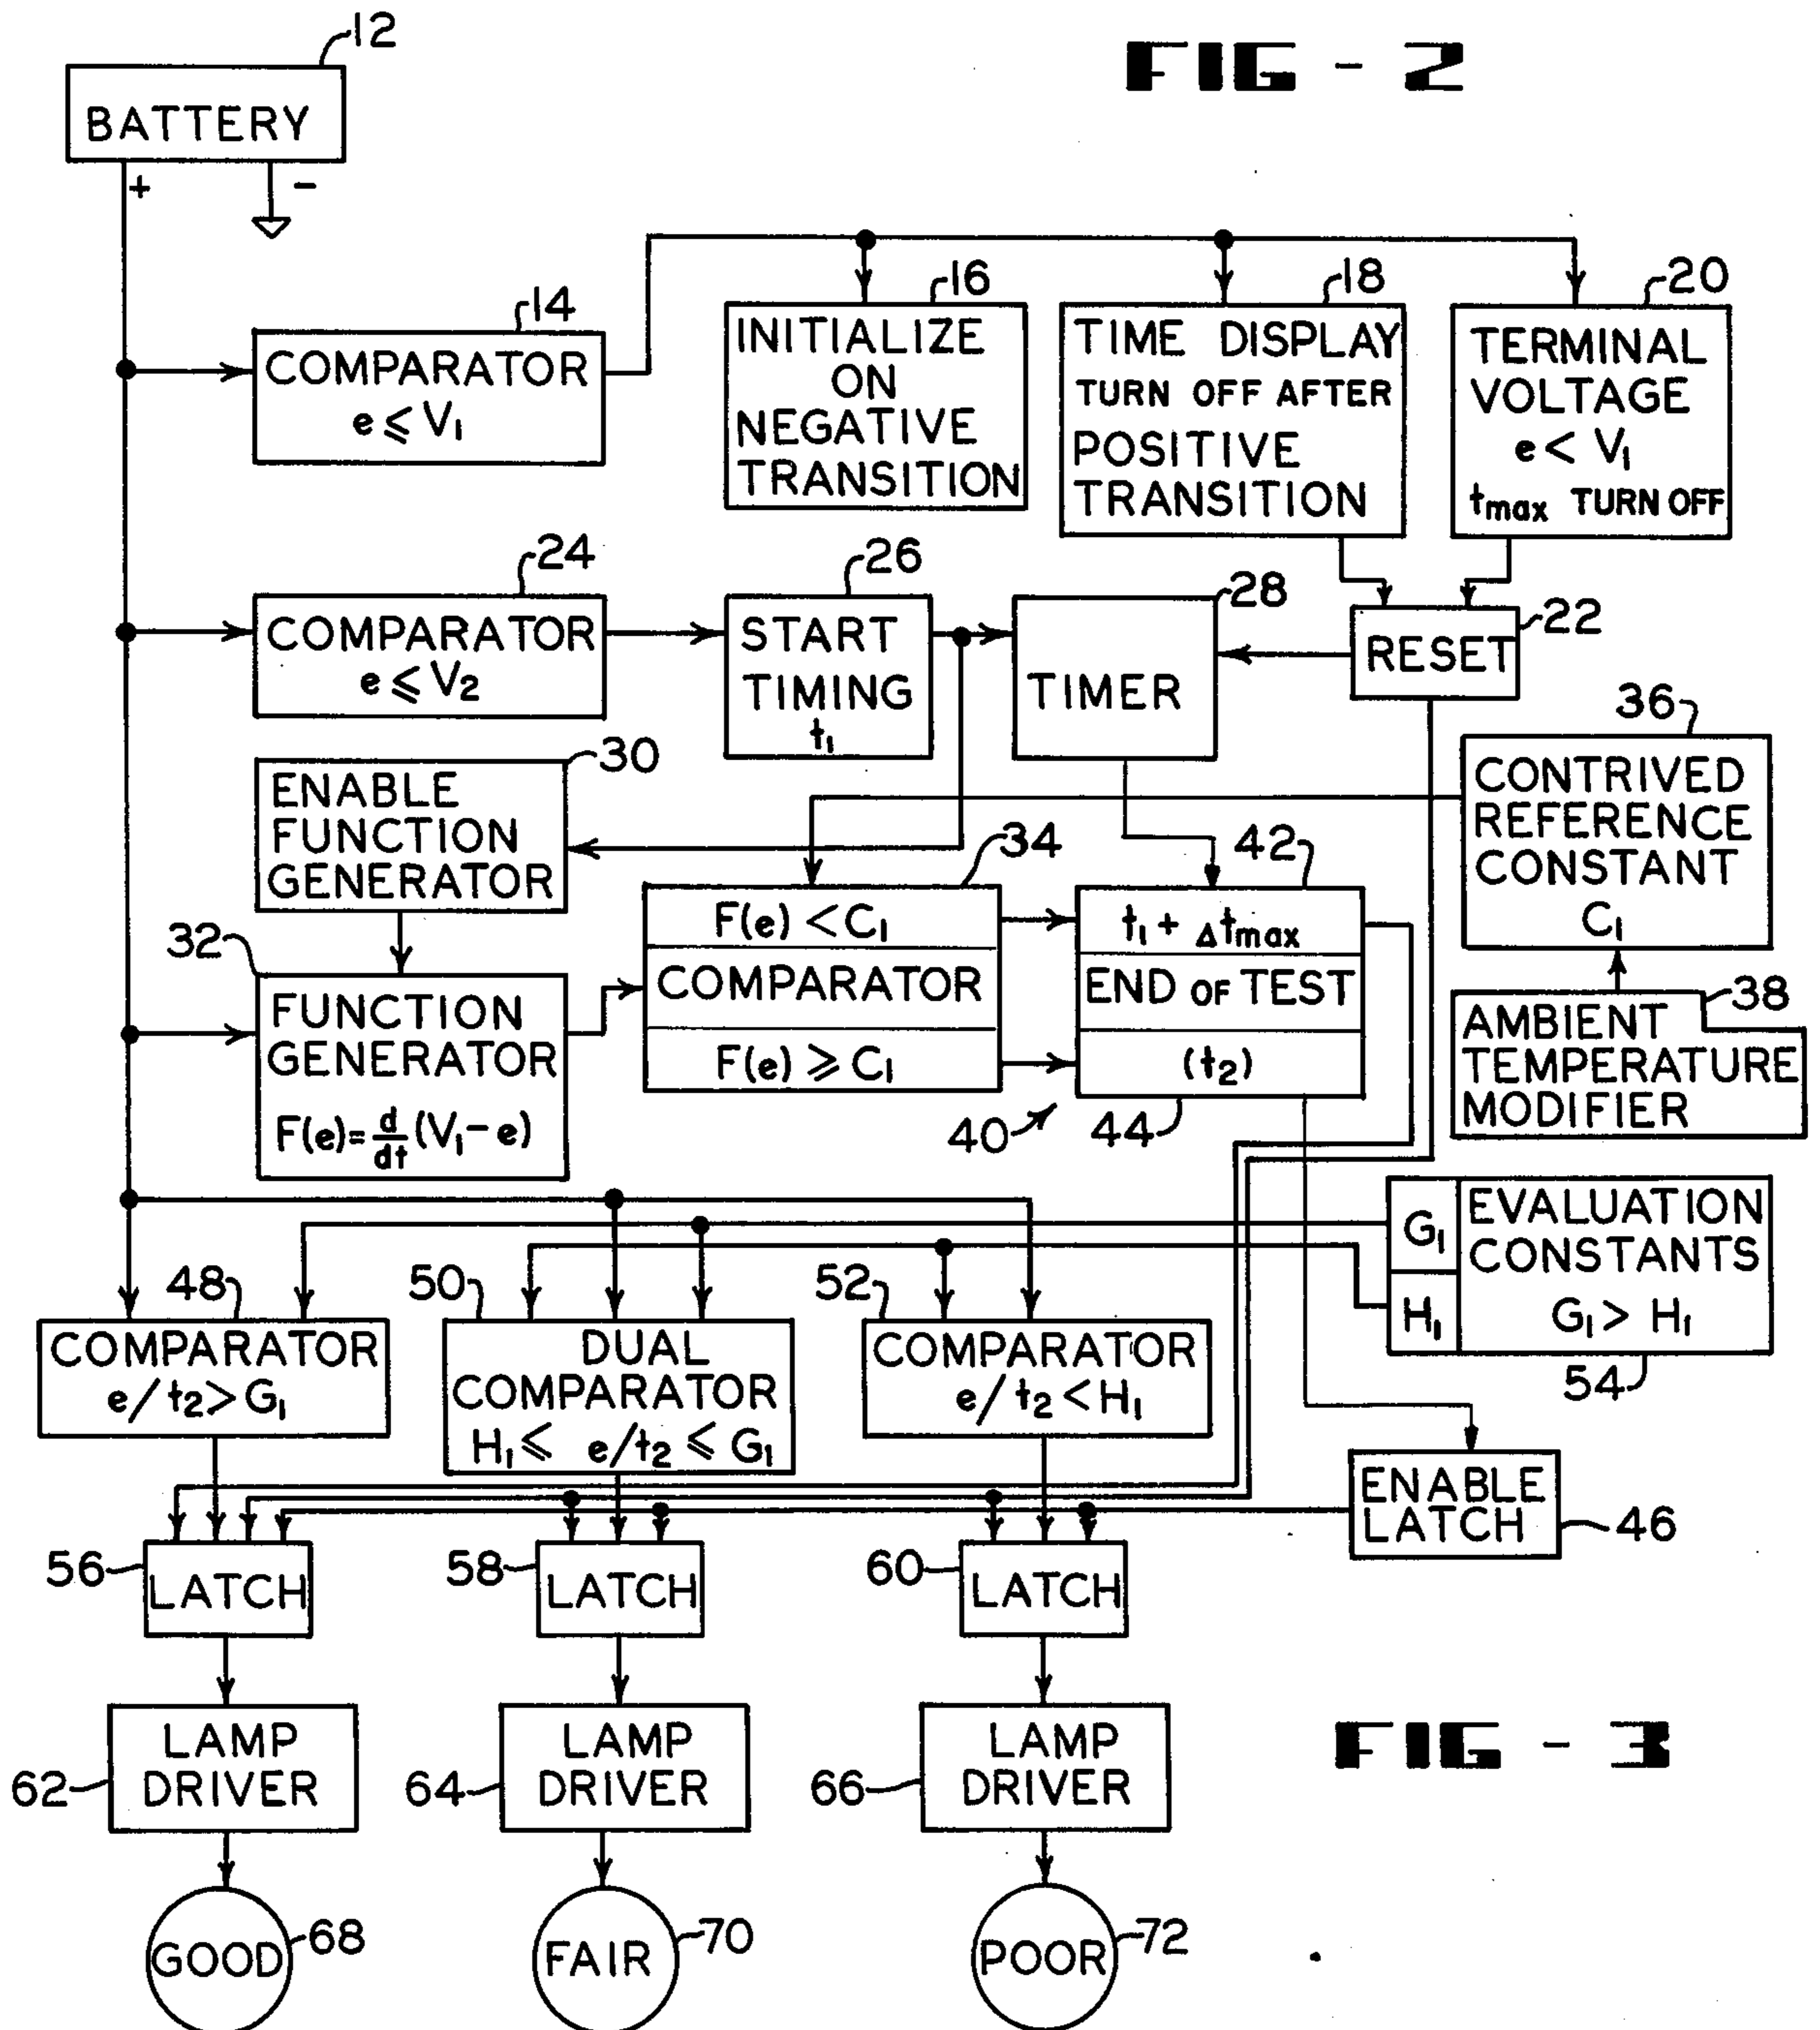 FIG - 2
12
BATTERY
+ -
14
COMPARATOR
e ⩽ V₁
16
INITIALIZE
ON
NEGATIVE
TRANSITION
18
TIME DISPLAY
TURN OFF AFTER
POSITIVE
TRANSITION
20
TERMINAL
VOLTAGE
e < V₁
tmax TURN OFF
24
COMPARATOR
e ⩽ V₂
26
START
TIMING
t₁
28
TIMER
22
RESET
30
ENABLE
FUNCTION
GENERATOR
36
CONTRIVED
REFERENCE
CONSTANT
C₁
32
FUNCTION
GENERATOR
F(e)= d/dt (V₁-e)
34
F(e) < C₁
COMPARATOR
F(e) ⩾ C₁
42
t₁ + Δtmax
END OF TEST
(t₂)
40
44
38
AMBIENT
TEMPERATURE
MODIFIER
G₁
H₁
EVALUATION
CONSTANTS
G₁ > H₁
54
48
COMPARATOR
e/t₂ > G₁
50
DUAL
COMPARATOR
H₁ ⩽ e/t₂ ⩽ G₁
52
COMPARATOR
e/t₂ < H₁
ENABLE
LATCH
46
56
LATCH
58
LATCH
60
LATCH
62
LAMP
DRIVER
64
LAMP
DRIVER
66
LAMP
DRIVER
FIG - 3
GOOD
68
FAIR
70
POOR
72